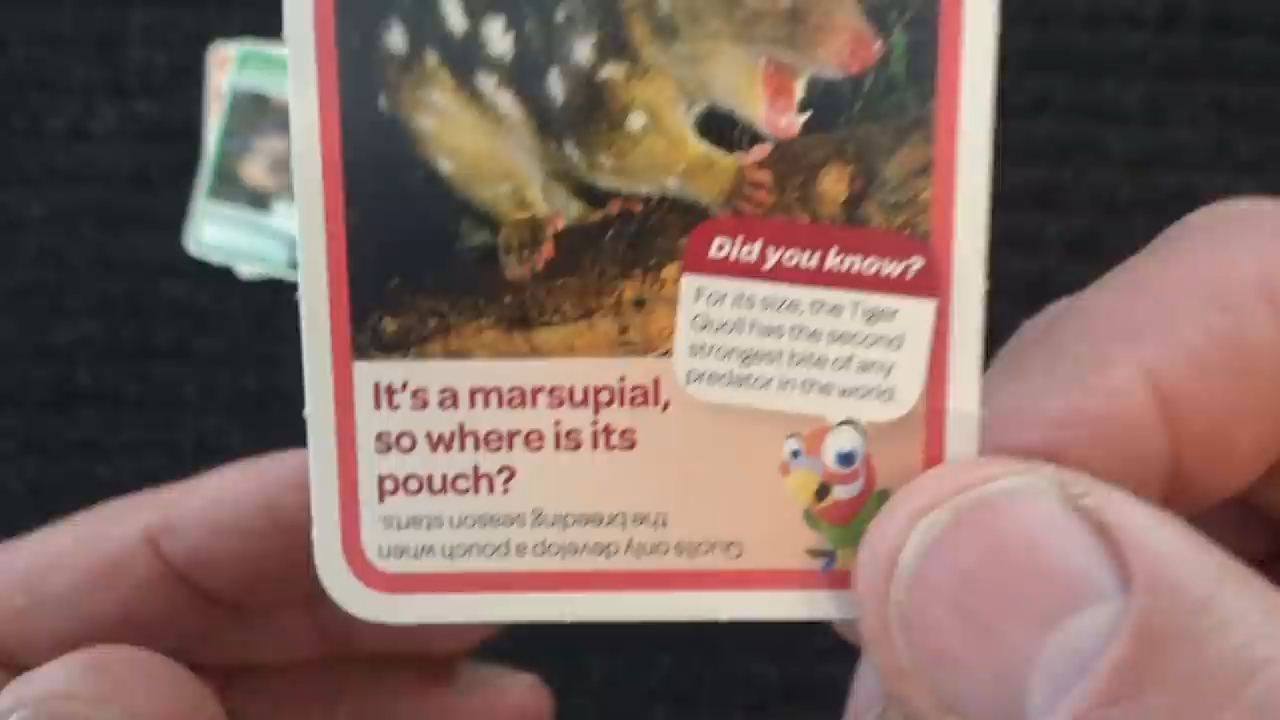 Did you know?
For its size, the Tiger
Quoll has the second
strongest bite of any
predator in the world.
It's a marsupial,
so where is its
pouch?
Quolls only develop a pouch when
the breeding season starts.